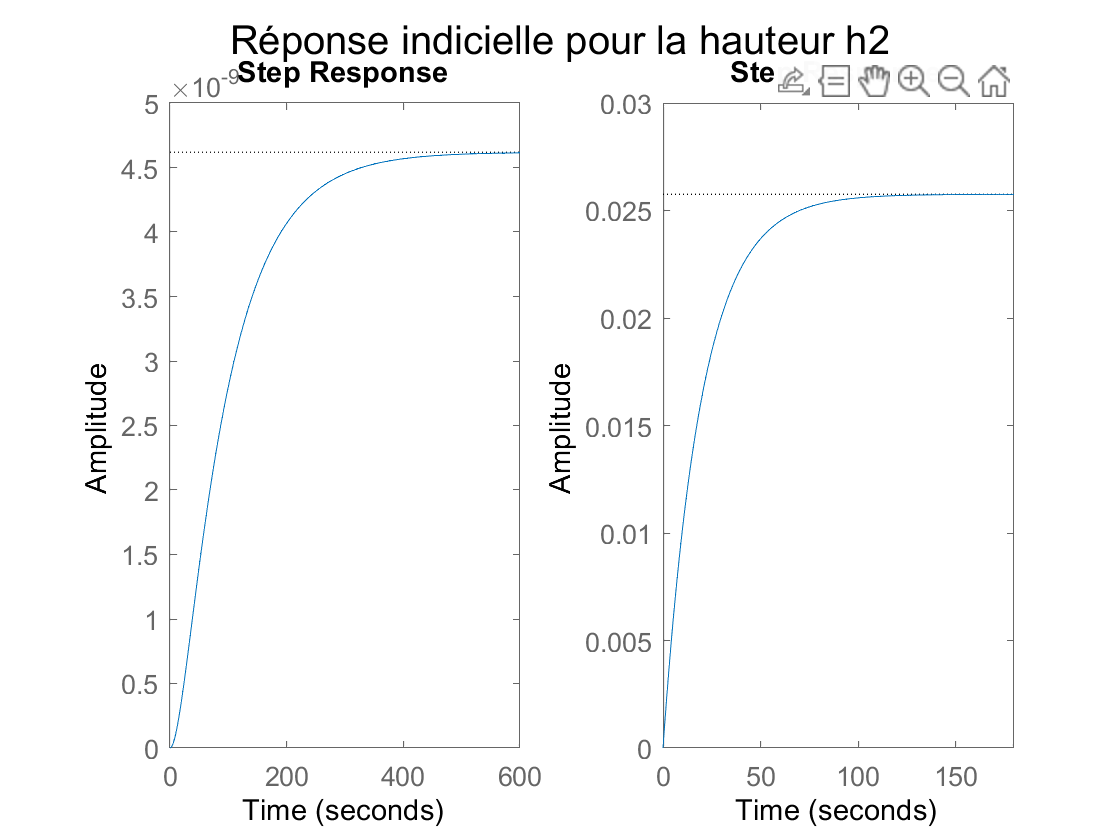 Réponse indicielle pour la hauteur h2
×10-9 Step Response
5
4.5
4
3.5
3
2.5
2
1.5
1
0.5
0
Amplitude
0 200 400 600
Time (seconds)
Ste
0.03
0.025
0.02
0.015
0.01
0.005
0
Amplitude
0 50 100 150
Time (seconds)